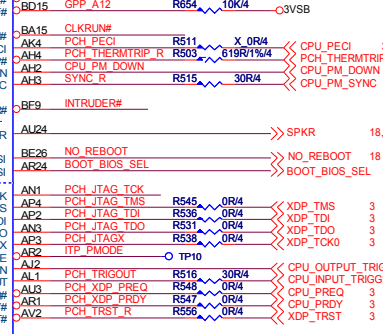 BD15 GPP_A12 R654 10K/4 3VSB
BA15 CLKRUN#
AK4 PCH_PECI R511 X_0R/4 CPU_PECI
AH4 PCH_THERMTRIP_R R503 619R/1%/4 PCH_THERMTRIP
AH2 CPU_PM_DOWN CPU_PM_DOWN
AH3 SYNC_R R515 30R/4 CPU_PM_SYNC
BF9 INTRUDER#
AU24 SPKR 18,
BE26 NO_REBOOT NO_REBOOT 18
AR24 BOOT_BIOS_SEL BOOT_BIOS_SEL
AN1 PCH_JTAG_TCK
AP4 PCH_JTAG_TMS R545 0R/4 XDP_TMS 3
AP2 PCH_JTAG_TDI R536 0R/4 XDP_TDI 3
AN3 PCH_JTAG_TDO R531 0R/4 XDP_TDO 3
AP3 PCH_JTAGX R538 0R/4 XDP_TCK0 3
AR2 ITP_PMODE TP10
AJ2 CPU_OUTPUT_TRIG
AL1 PCH_TRIGOUT R516 30R/4 CPU_INPUT_TRIGG
AU3 PCH_XDP_PREQ R548 0R/4 CPU_PREQ 3
AR1 PCH_XDP_PRDY R547 0R/4 CPU_PRDY 3
AV2 PCH_TRST_R R556 0R/4 XDP_TRST 3